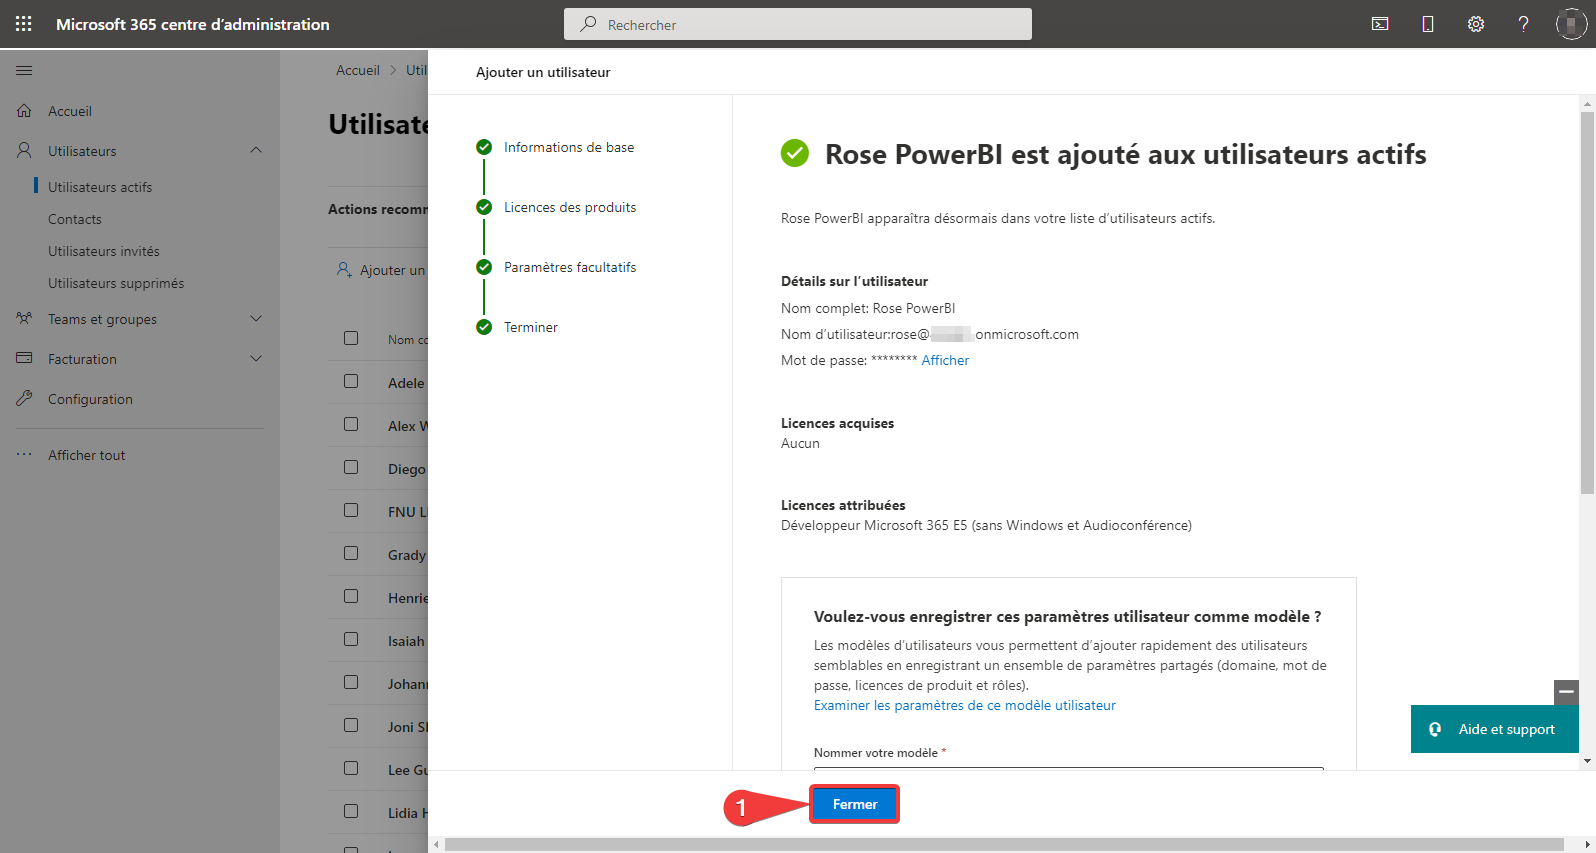 Microsoft 365 centre d'administration
Rechercher
Accueil
Utilisateurs
Utilisateurs actifs
Contacts
Utilisateurs invités
Utilisateurs supprimés
Teams et groupes
Facturation
Configuration
Afficher tout
Accueil > Util
Utilisate
Actions recomm
Ajouter un
Nom co
Adele
Alex W
Diego
FNU L
Grady
Henrie
Isaiah
Johann
Joni Sh
Lee Gu
Lidia H
Ajouter un utilisateur
Informations de base
Licences des produits
Paramètres facultatifs
Terminer
Rose PowerBI est ajouté aux utilisateurs actifs
Rose PowerBI apparaîtra désormais dans votre liste d'utilisateurs actifs.
Détails sur l'utilisateur
Nom complet: Rose PowerBI
Nom d'utilisateur:rose@ onmicrosoft.com
Mot de passe: ******** Afficher
Licences acquises
Aucun
Licences attribuées
Développeur Microsoft 365 E5 (sans Windows et Audioconférence)
Voulez-vous enregistrer ces paramètres utilisateur comme modèle ?
Les modèles d'utilisateurs vous permettent d'ajouter rapidement des utilisateurs
semblables en enregistrant un ensemble de paramètres partagés (domaine, mot de
passe, licences de produit et rôles).
Examiner les paramètres de ce modèle utilisateur
Nommer votre modèle *
Aide et support
1
Fermer